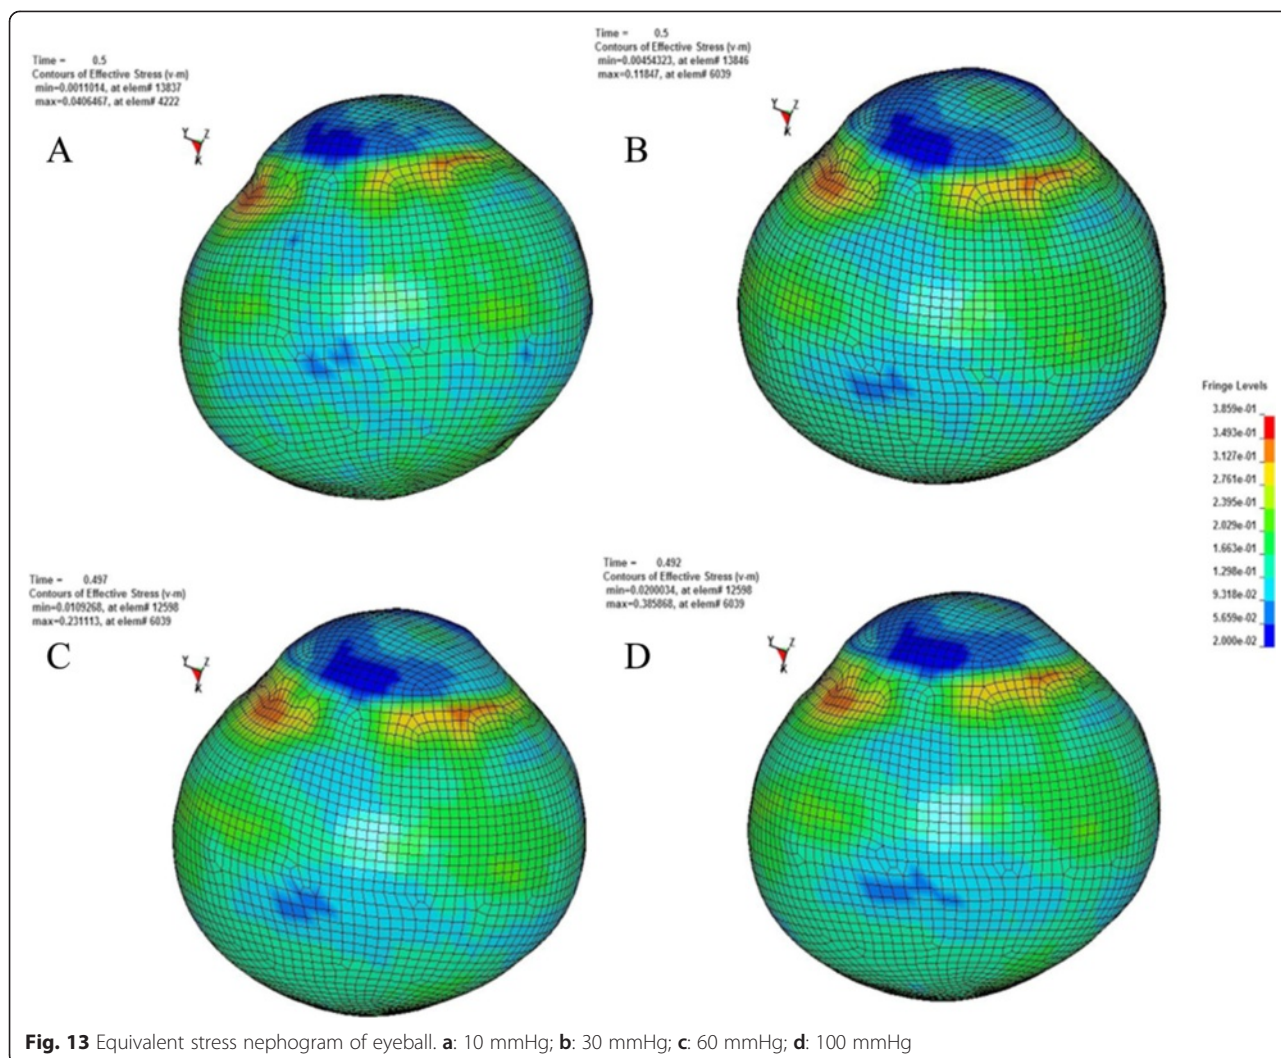 Time = 0.5
Contours of Effective Stress (v-m)
min=0.0011014, at elem# 13837
max=0.0406467, at elem# 4222
A
Y Z
X
Time = 0.5
Contours of Effective Stress (v-m)
min=0.00454323, at elem# 13846
max=0.11847, at elem# 6039
B
Y Z
X
Fringe Levels
3.859e-01
3.493e-01
3.127e-01
2.761e-01
2.395e-01
2.029e-01
1.663e-01
1.298e-01
9.318e-02
5.659e-02
2.000e-02
Time = 0.497
Contours of Effective Stress (v-m)
min=0.0109268, at elem# 12598
max=0.231113, at elem# 6039
C
Y Z
X
Time = 0.492
Contours of Effective Stress (v-m)
min=0.0200034, at elem# 12598
max=0.385868, at elem# 6039
D
Y Z
X
Fig. 13 Equivalent stress nephogram of eyeball. a: 10 mmHg; b: 30 mmHg; c: 60 mmHg; d: 100 mmHg